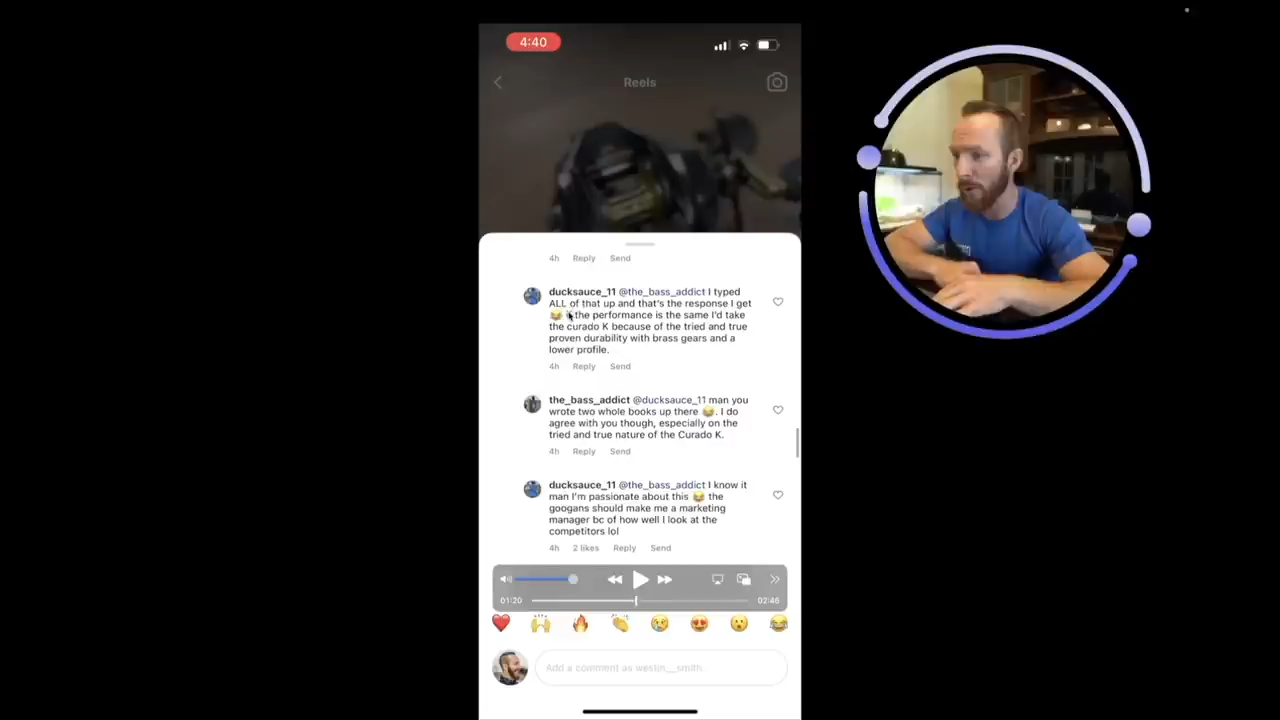 4:40
Reels
4h Reply Send
ducksauce_11 @the_bass_addict I typed
ALL of that up and that's the response I get
😂 if the performance is the same I'd take
the curado K because of the tried and true
proven durability with brass gears and a
lower profile.
4h Reply Send
the_bass_addict @ducksauce_11 man you
wrote two whole books up there 😂. I do
agree with you though, especially on the
tried and true nature of the Curado K.
4h Reply Send
ducksauce_11 @the_bass_addict I know it
man I'm passionate about this 😂 the
googans should make me a marketing
manager bc of how well I look at the
competitors lol
4h 2 likes Reply Send
01:20 02:46
❤️ 🙌 🔥 👏 😢 😍 😮 😂
Add a comment as westin__smith...